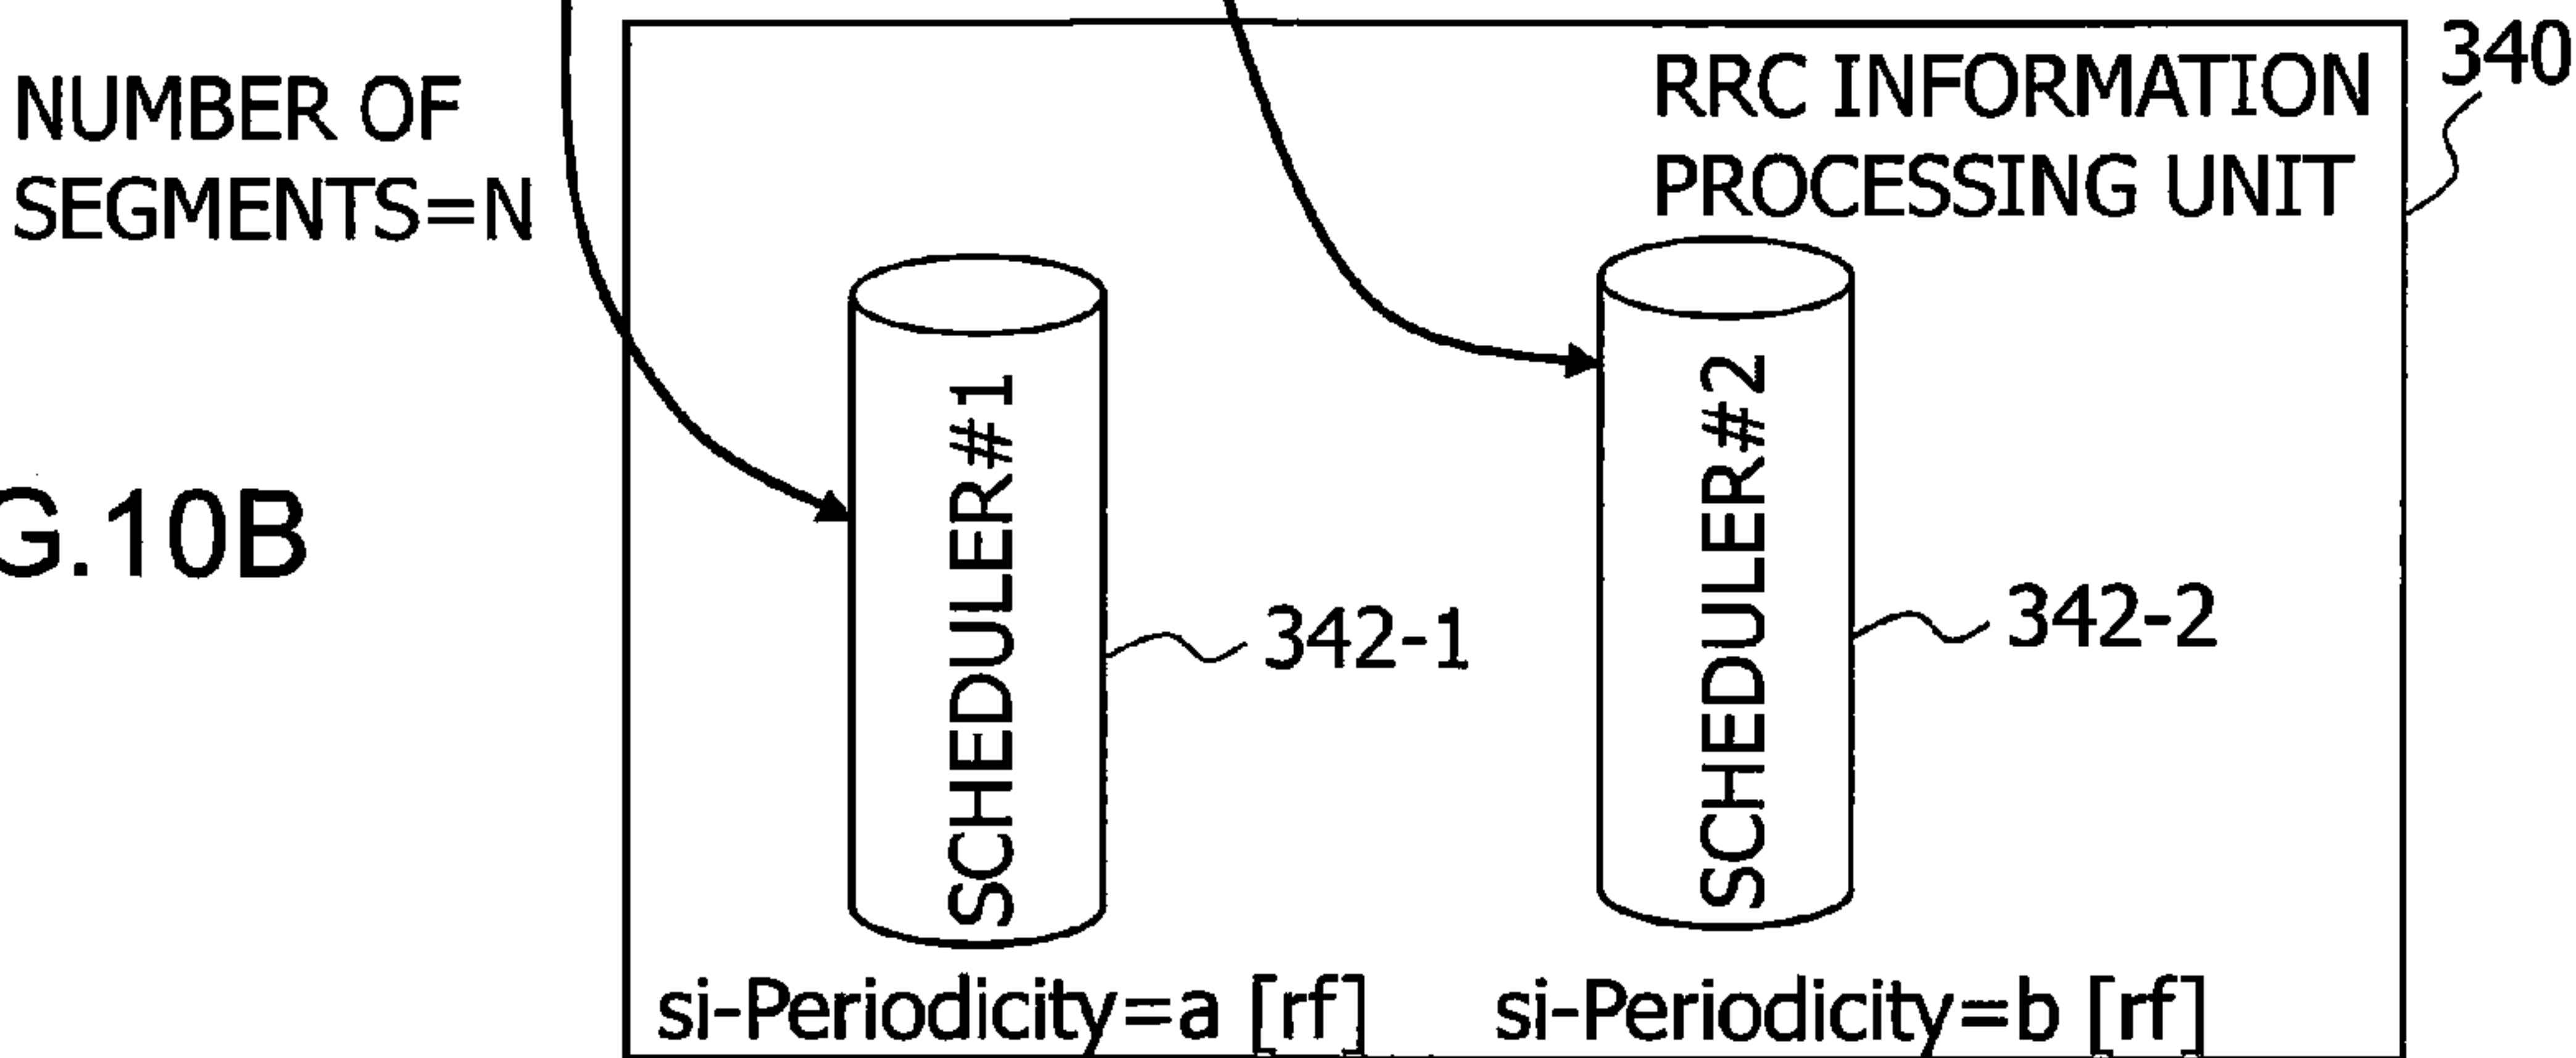 NUMBER OF
SEGMENTS=N
RRC INFORMATION
PROCESSING UNIT
340
SCHEDULER#1
SCHEDULER#2
G.10B
342-1
342-2
si-Periodicity=a [rf]
si-Periodicity=b [rf]